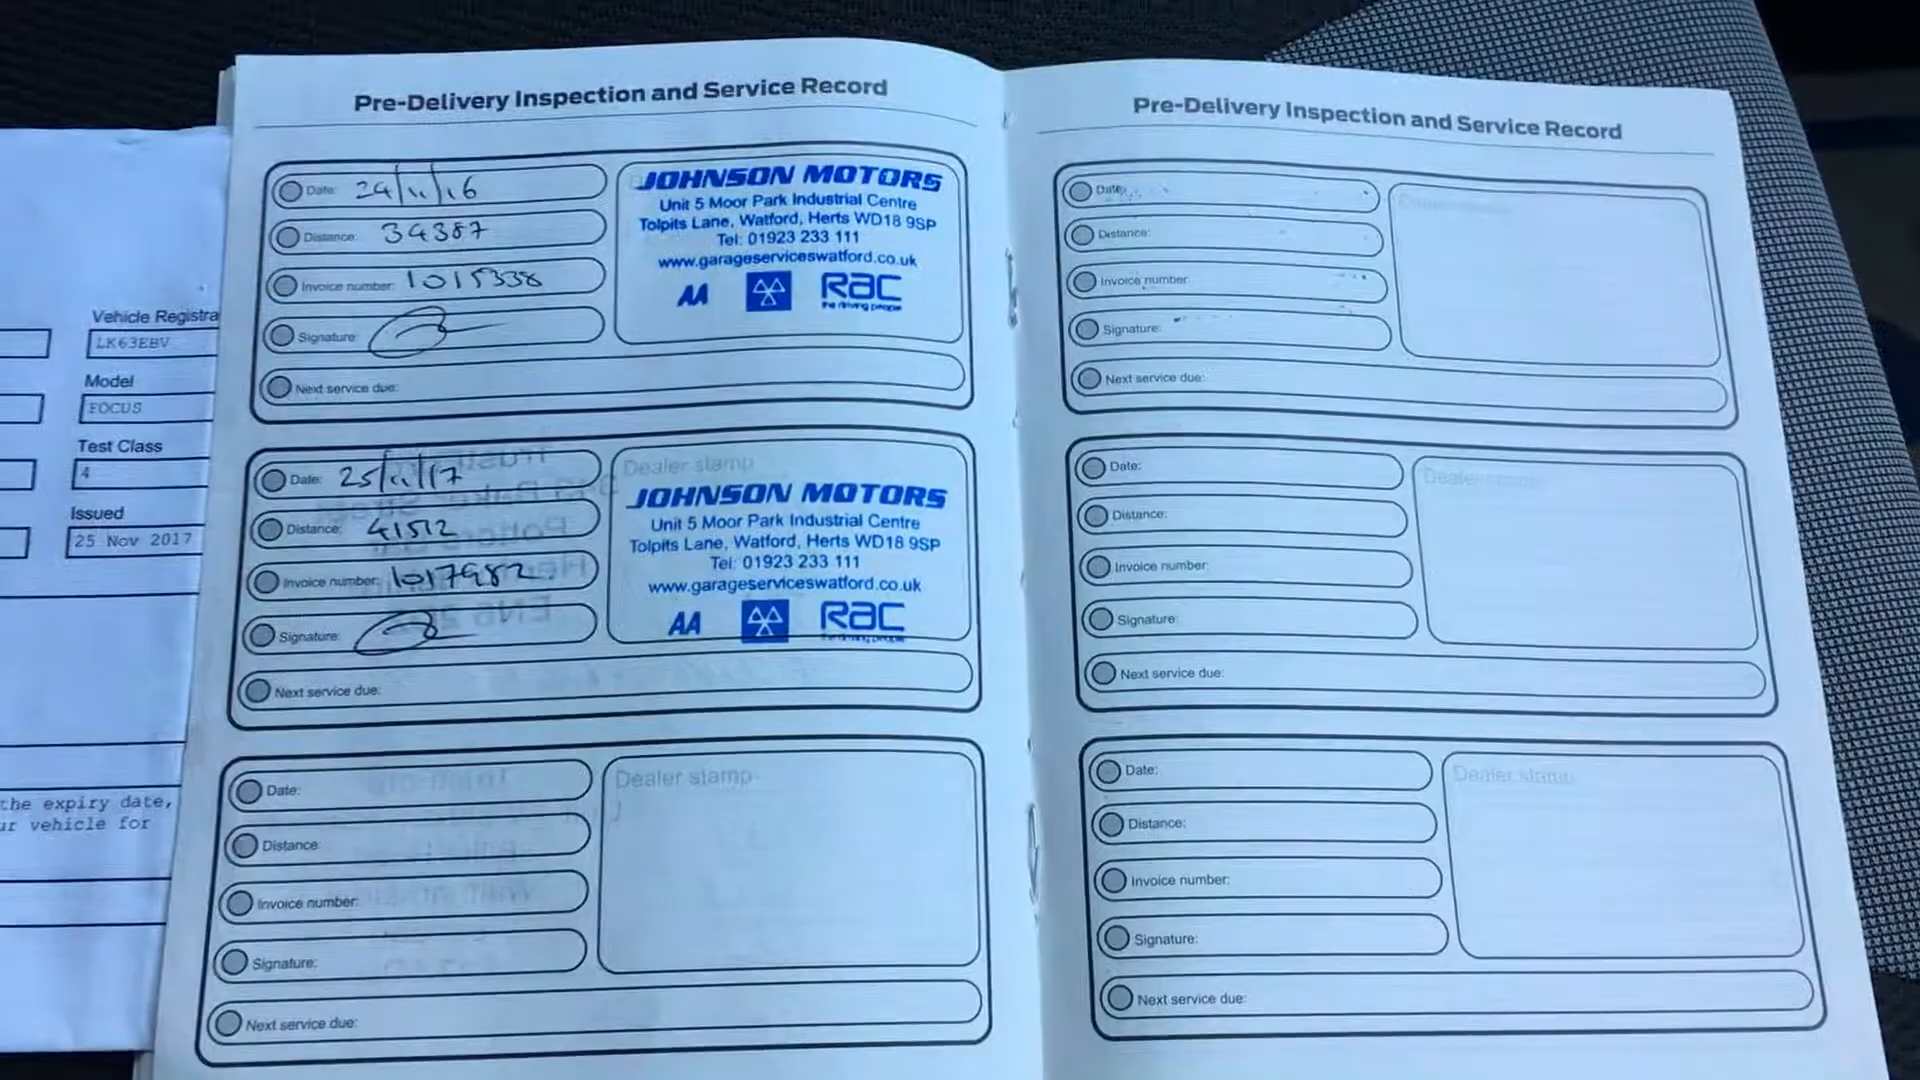 Vehicle Registra
LK63EBV
Model
FOCUS
Test Class
4
Issued
25 Nov 2017
the expiry date,
ur vehicle for
Pre-Delivery Inspection and Service Record
Date: 24/11/16
Distance: 34387
Invoice number: 1015338
Signature:
Next service due:
JOHNSON MOTORS
Unit 5 Moor Park Industrial Centre
Tolpits Lane, Watford, Herts WD18 9SP
Tel: 01923 233 111
www.garageserviceswatford.co.uk
AA RAC
the driving people
Date: 25/11/17
Distance: 41512
Invoice number: 1017982
Signature:
Next service due:
Dealer stamp
JOHNSON MOTORS
Unit 5 Moor Park Industrial Centre
Tolpits Lane, Watford, Herts WD18 9SP
Tel: 01923 233 111
www.garageserviceswatford.co.uk
AA RAC
the driving people
Date:
Distance:
Invoice number:
Signature:
Next service due:
Dealer stamp
Pre-Delivery Inspection and Service Record
Date:
Distance:
Invoice number:
Signature:
Next service due:
Dealer stamp
Date:
Distance:
Invoice number:
Signature:
Next service due:
Dealer stamp
Date:
Distance:
Invoice number:
Signature:
Next service due:
Dealer stamp